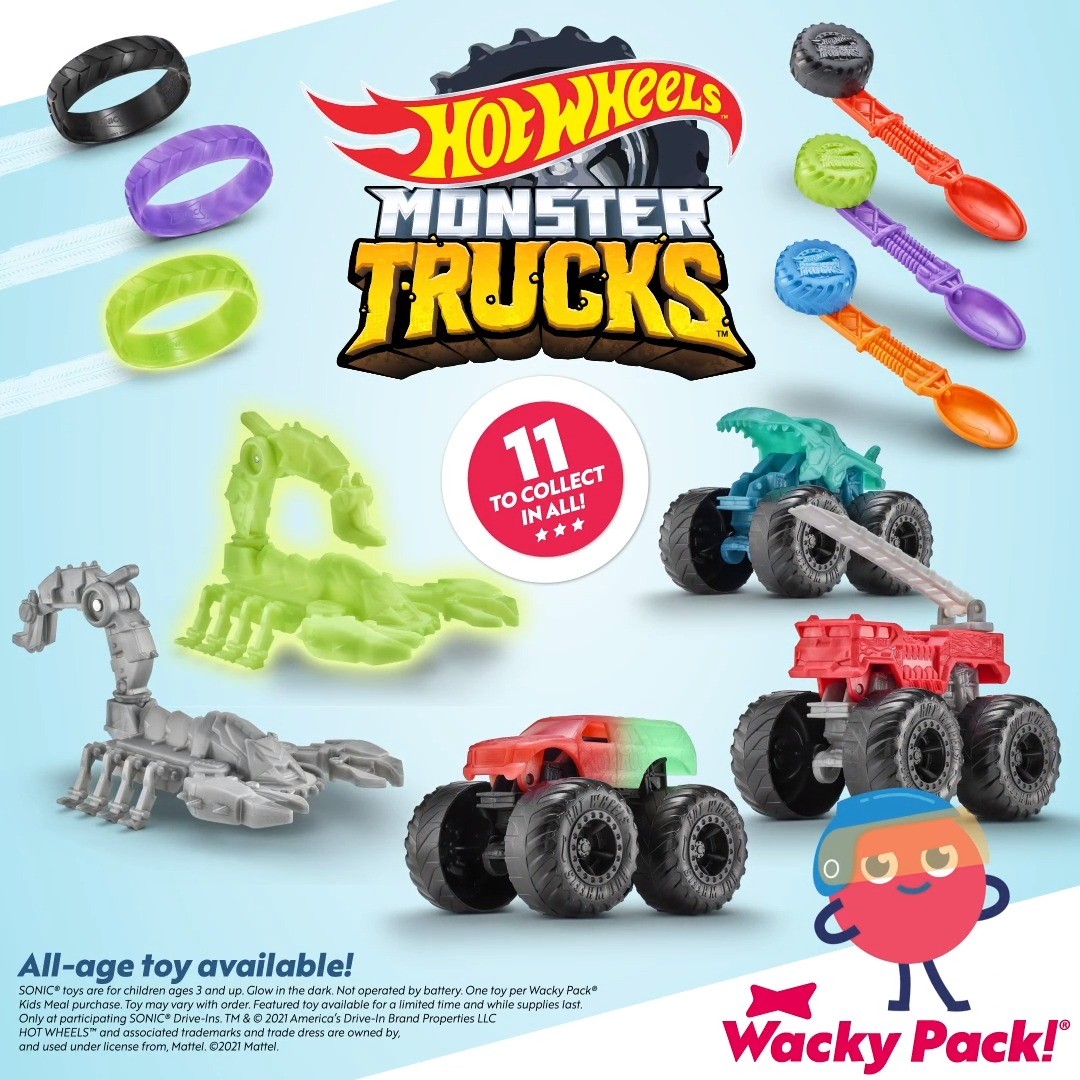 HOT WHEELS™
MONSTER
TRUCKS™
11
TO COLLECT
IN ALL!
All-age toy available!
SONIC® toys are for children ages 3 and up. Glow in the dark. Not operated by battery. One toy per Wacky Pack®
Kids Meal purchase. Toy may vary with order. Featured toy available for a limited time and while supplies last.
Only at participating SONIC® Drive-Ins. TM & © 2021 America's Drive-In Brand Properties LLC
HOT WHEELS™ and associated trademarks and trade dress are owned by,
and used under license from, Mattel. ©2021 Mattel.
Wacky Pack!®